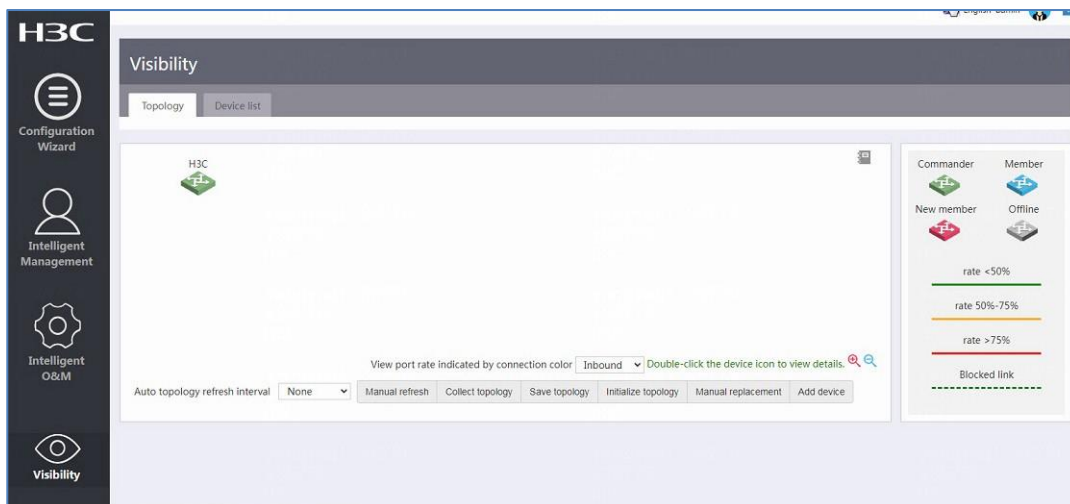 H3C
English
Visibility
Topology
Device list
Configuration
Wizard
Intelligent
Management
Intelligent
O&M
Visibility
H3C
View port rate indicated by connection color
Inbound
Double-click the device icon to view details.
Auto topology refresh interval
None
Manual refresh
Collect topology
Save topology
Initialize topology
Manual replacement
Add device
Commander
Member
New member
Offline
rate <50%
rate 50%-75%
rate >75%
Blocked link